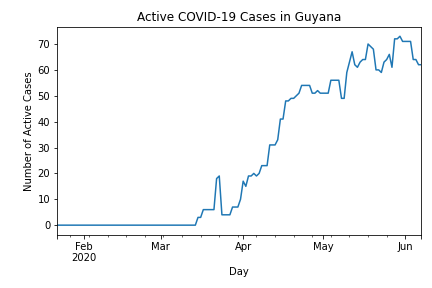 Active COVID-19 Cases in Guyana
Number of Active Cases
70
60
50
40
30
20
10
0
Feb Mar Apr May Jun
2020
Day